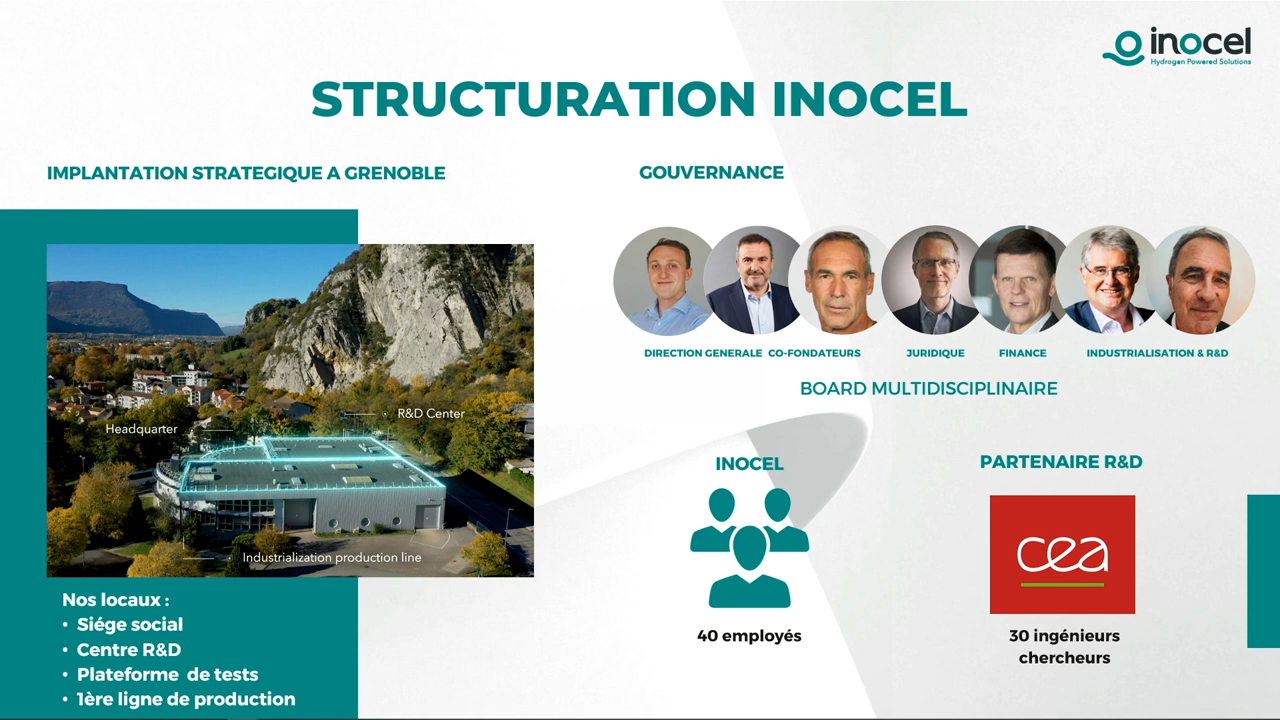 inocel
Hydrogen Powered Solutions
STRUCTURATION INOCEL
IMPLANTATION STRATEGIQUE A GRENOBLE
R&D Center
Headquarter
Industrialization production line
Nos locaux :
• Siége social
• Centre R&D
• Plateforme de tests
• 1ère ligne de production
GOUVERNANCE
DIRECTION GENERALE CO-FONDATEURS JURIDIQUE FINANCE INDUSTRIALISATION & R&D
BOARD MULTIDISCIPLINAIRE
INOCEL
40 employés
PARTENAIRE R&D
cea
30 ingénieurs
chercheurs